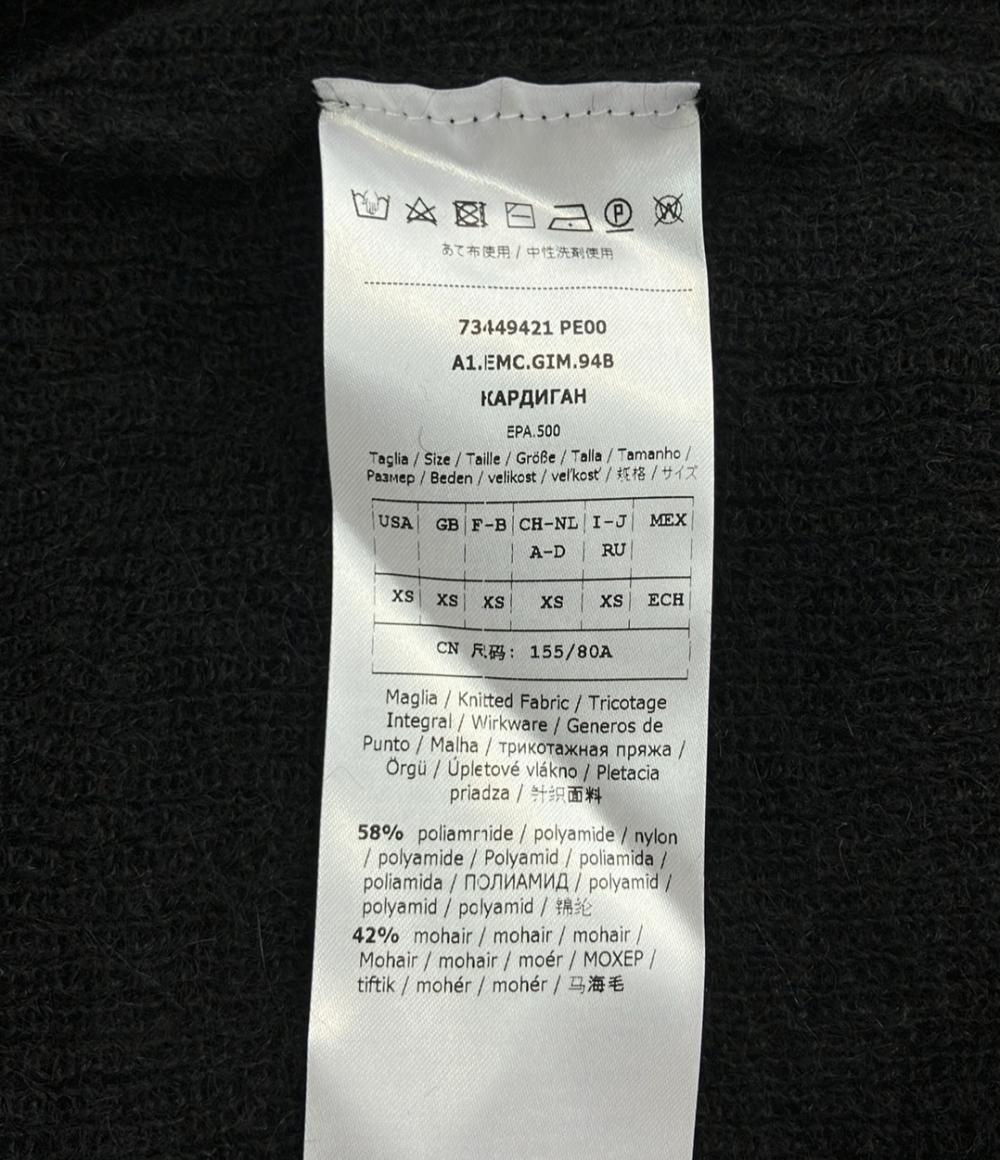 あて布使用 / 中性洗剤使用
73449421 PE00
A1.EMC.GIM.94B
КАРДИГАН
EPA.500
Taglia / Size / Taille / Größe / Talla / Tamanho /
Размер / Beden / velikost / veľkosť / 规格 / サイズ
USA GB F-B CH-NL I-J MEX
A-D RU
XS XS XS XS XS ECH
CN 尺码: 155/80A
Maglia / Knitted Fabric / Tricotage
Integral / Wirkware / Generos de
Punto / Malha / трикотажная пряжа /
Örgü / Úpletové vlákno / Pletacia
priadza / 针织面料
58% poliammide / polyamide / nylon
/ polyamide / Polyamid / poliamida /
poliamida / ПОЛИАМИД / polyamid /
polyamid / polyamid / 锦纶
42% mohair / mohair / mohair /
Mohair / mohair / moér / МОХЕР /
tiftik / mohér / mohér / 马海毛